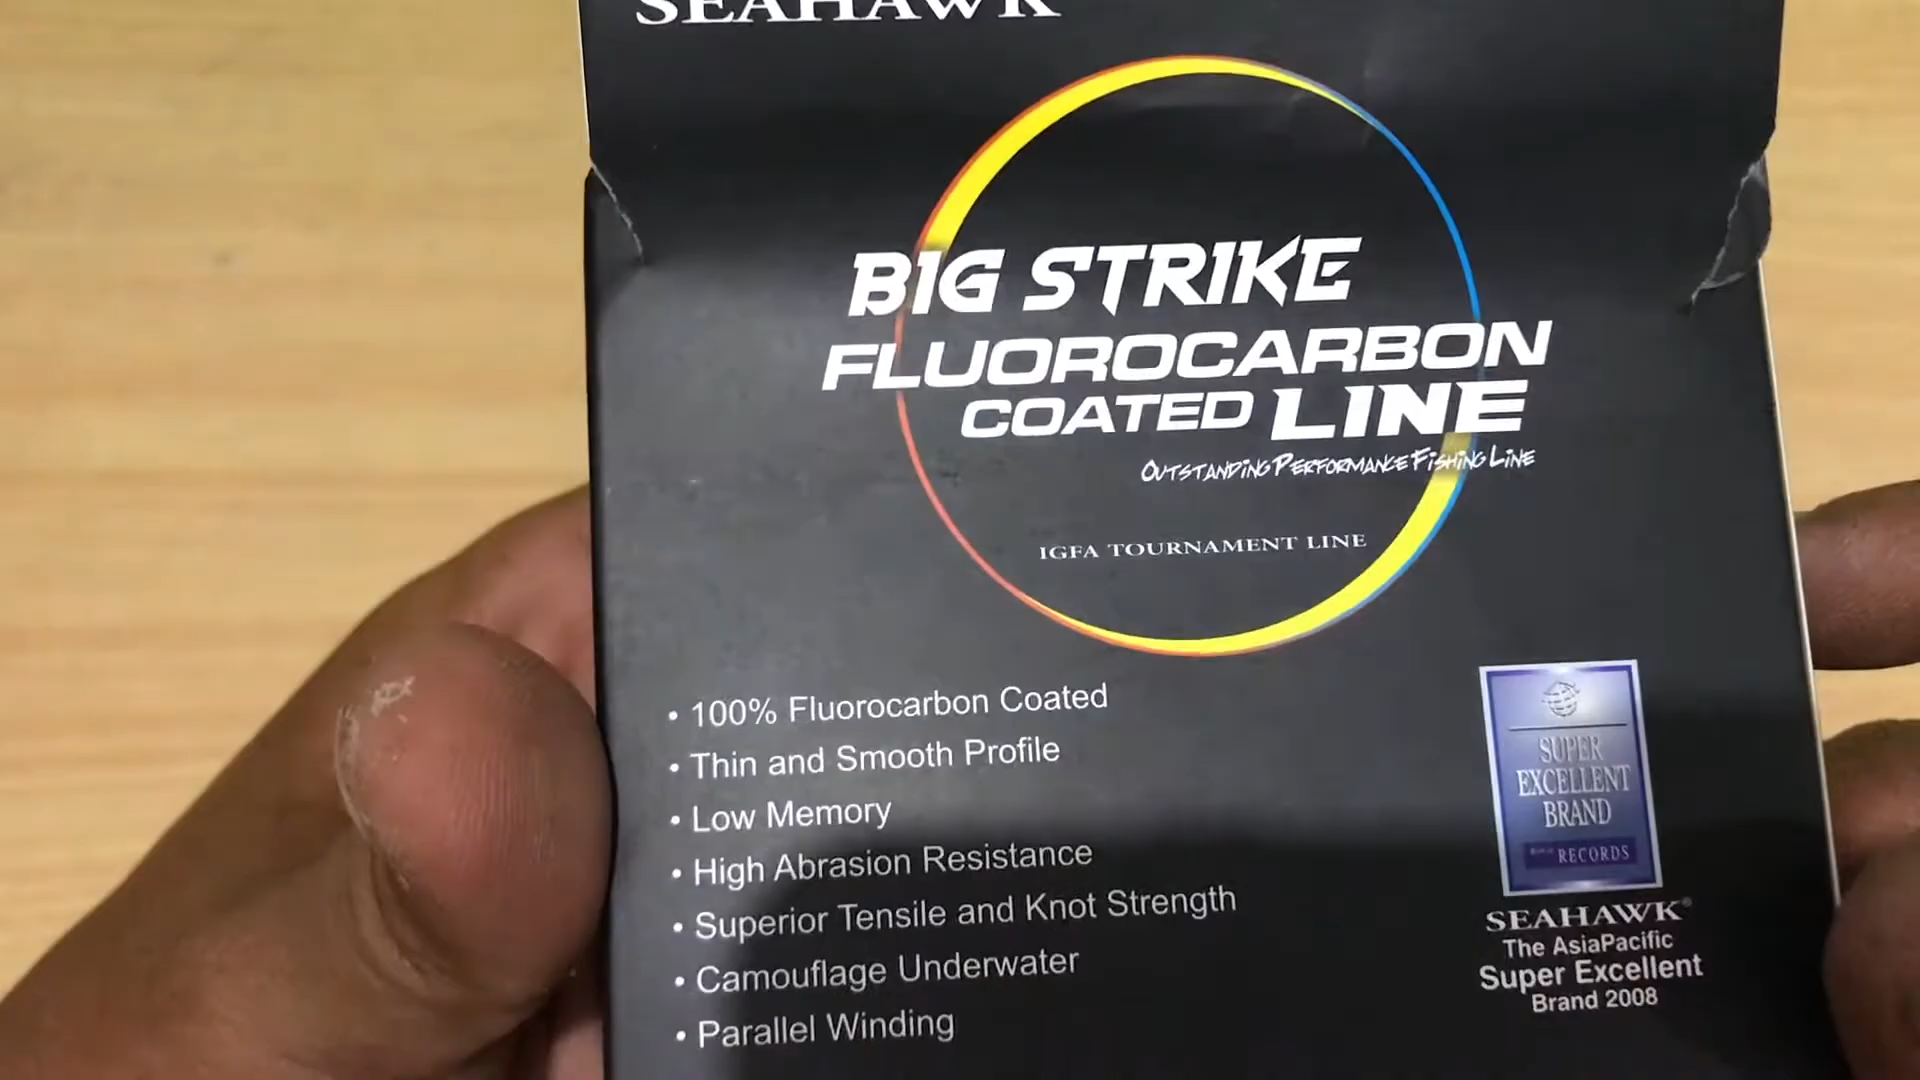 SEAHAWK
BIG STRIKE
FLUOROCARBON
COATED LINE
OUTSTANDING PERFORMANCE FISHING LINE
IGFA TOURNAMENT LINE
• 100% Fluorocarbon Coated
• Thin and Smooth Profile
• Low Memory
• High Abrasion Resistance
• Superior Tensile and Knot Strength
• Camouflage Underwater
• Parallel Winding
SUPER
EXCELLENT
BRAND
RECORDS
SEAHAWK®
The AsiaPacific
Super Excellent
Brand 2008